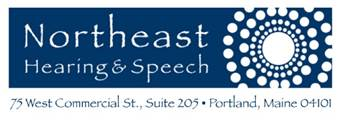 Northeast
Hearing & Speech
75 West Commercial St., Suite 205 • Portland, Maine 04101